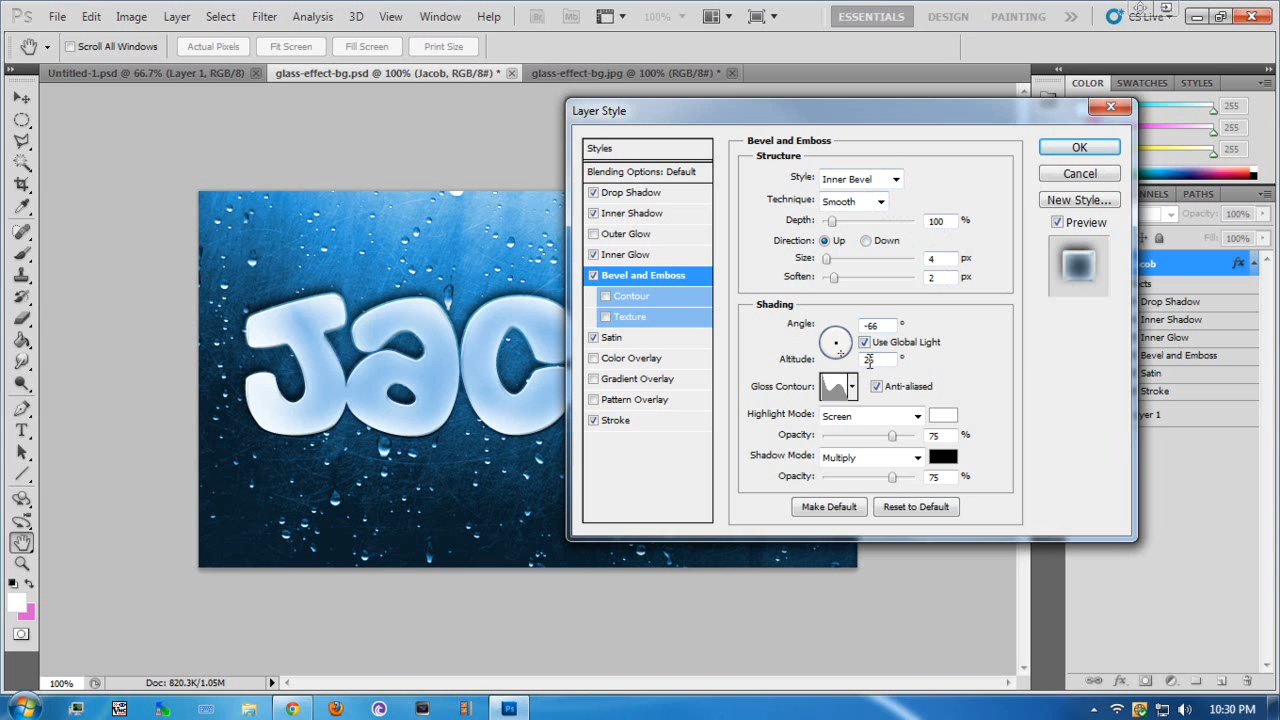 Ps File Edit Image Layer Select Filter Analysis 3D View Window Help Br Mb 100% ESSENTIALS DESIGN PAINTING CS Live
Scroll All Windows Actual Pixels Fit Screen Fill Screen Print Size
Untitled-1.psd @ 66.7% (Layer 1, RGB/8) glass-effect-bg.psd @ 100% (Jacob, RGB/8#) * glass-effect-bg.jpg @ 100% (RGB/8#) *
COLOR SWATCHES STYLES
255
255
255
NNELS PATHS
Opacity: 100%
Fill: 100%
cob fx
cts
Drop Shadow
Inner Shadow
Inner Glow
Bevel and Emboss
Satin
Stroke
yer 1
Jac
Layer Style
Styles
Blending Options: Default
Drop Shadow
Inner Shadow
Outer Glow
Inner Glow
Bevel and Emboss
Contour
Texture
Satin
Color Overlay
Gradient Overlay
Pattern Overlay
Stroke
Bevel and Emboss
Structure
Style: Inner Bevel
Technique: Smooth
Depth: 100 %
Direction: Up Down
Size: 4 px
Soften: 2 px
Shading
Angle: -66 °
Use Global Light
Altitude: °
Gloss Contour: Anti-aliased
Highlight Mode: Screen
Opacity: 75 %
Shadow Mode: Multiply
Opacity: 75 %
Make Default Reset to Default
OK
Cancel
New Style...
Preview
100% Doc: 820.3K/1.05M
Ps 10:30 PM